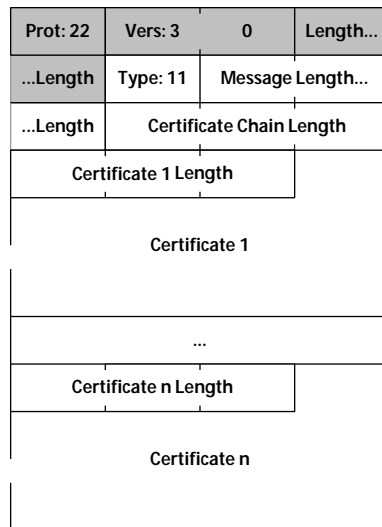 Prot: 22 Vers: 3 0 Length...
...Length Type: 11 Message Length...
...Length Certificate Chain Length
Certificate 1 Length
Certificate 1
...
Certificate n Length
Certificate n